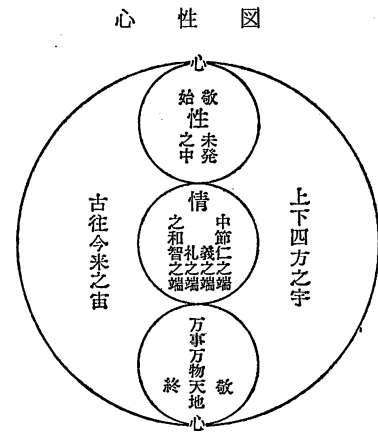 心性図
心
敬
始
性
未発
之中
上下四方之宇
情
中節仁之端
義之端
礼之端
之和智之端
古往今来之宙
敬
万事万物天地
終
心